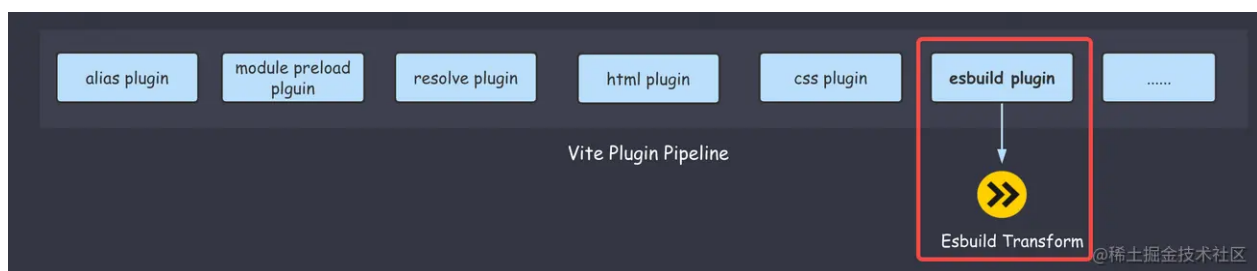 alias plugin
module preload
plguin
resolve plugin
html plugin
css plugin
esbuild plugin
......
Vite Plugin Pipeline
Esbuild Transform
@稀土掘金技术社区